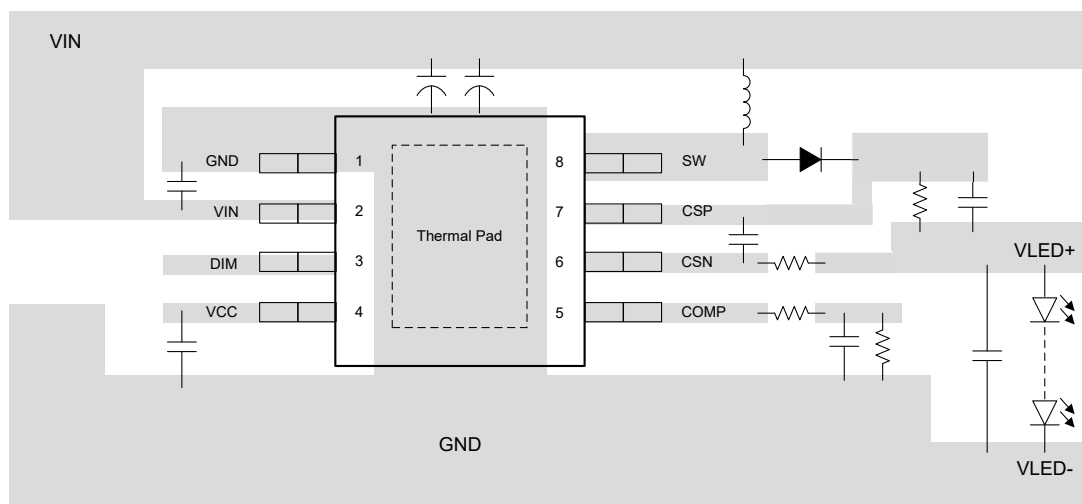 VIN
GND 1 8 SW
VIN 2 7 CSP
Thermal Pad
DIM 3 6 CSN
VLED+
VCC 4 5 COMP
GND
VLED-